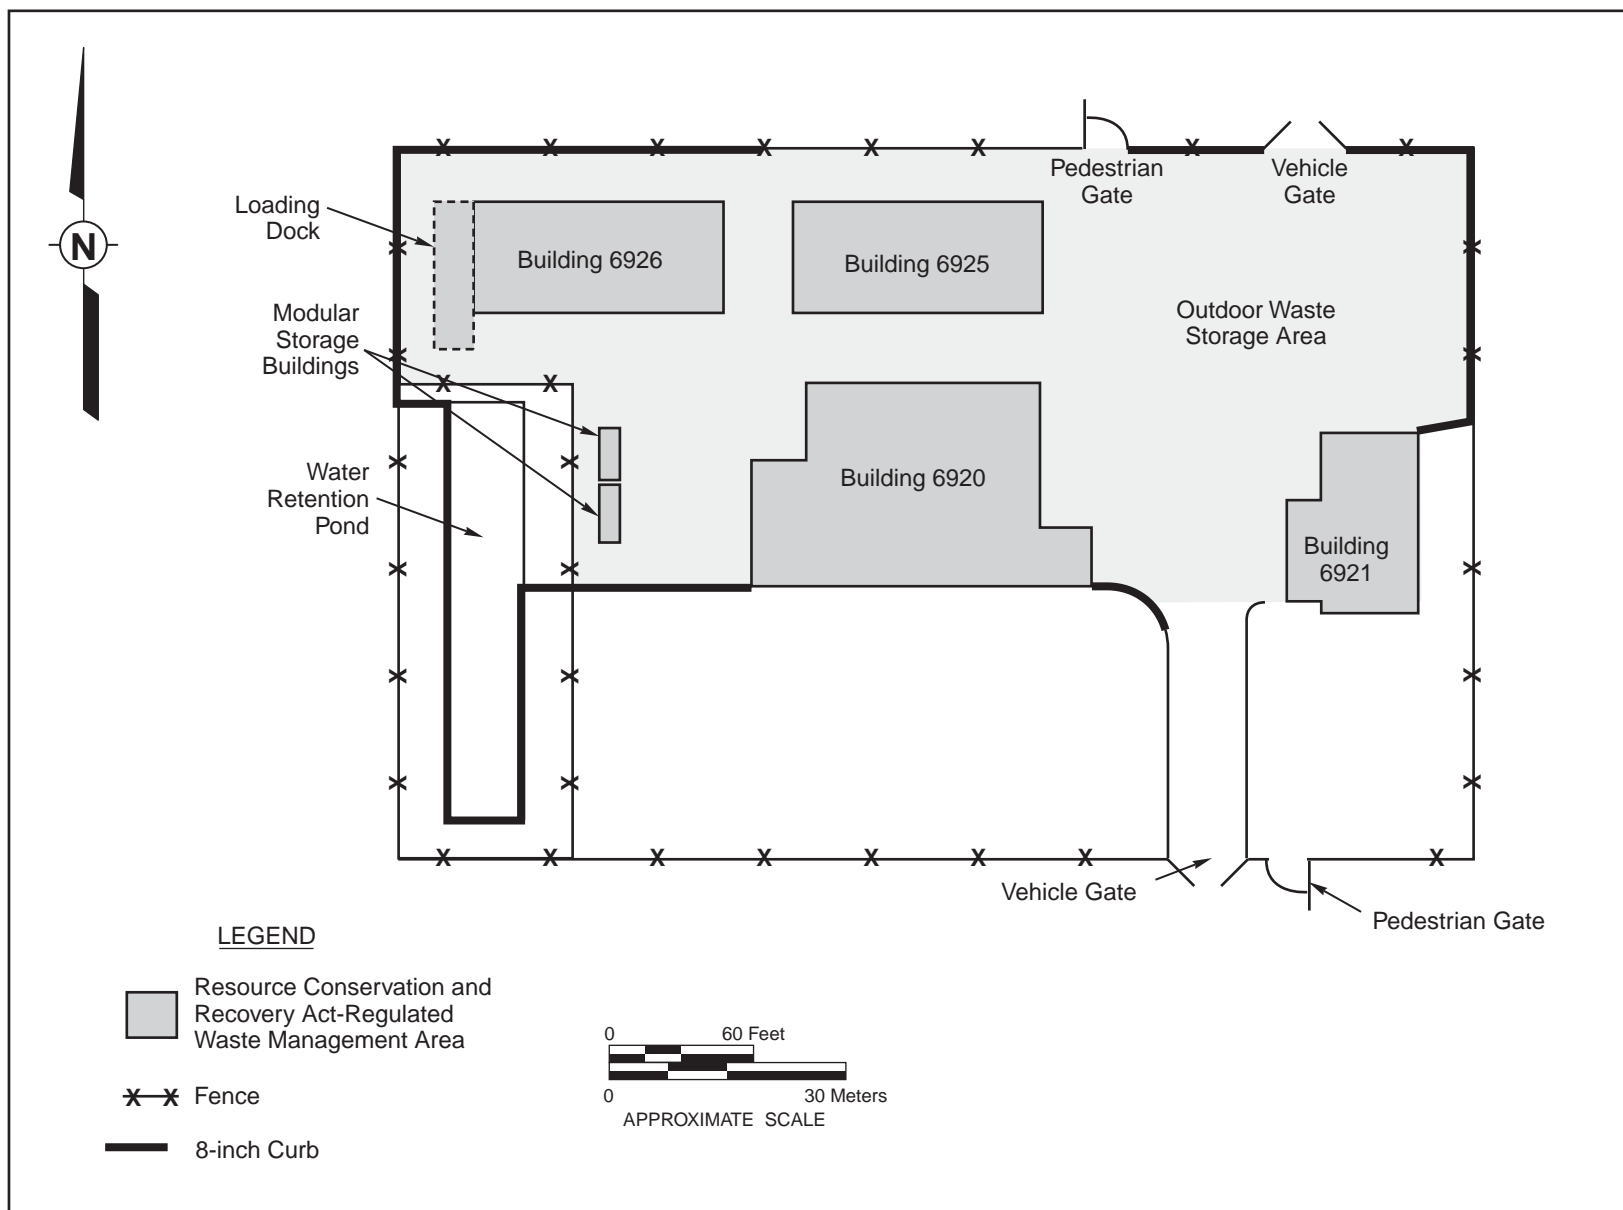 Pedestrian
Gate
Vehicle
Gate
Loading
Dock
N
Building 6926
Building 6925
Outdoor Waste
Storage Area
Modular
Storage
Buildings
Water
Retention
Pond
Building 6920
Building
6921
Vehicle Gate
Pedestrian Gate
LEGEND
Resource Conservation and
Recovery Act-Regulated
Waste Management Area
X X Fence
8-inch Curb
0 60 Feet
0 30 Meters
APPROXIMATE SCALE